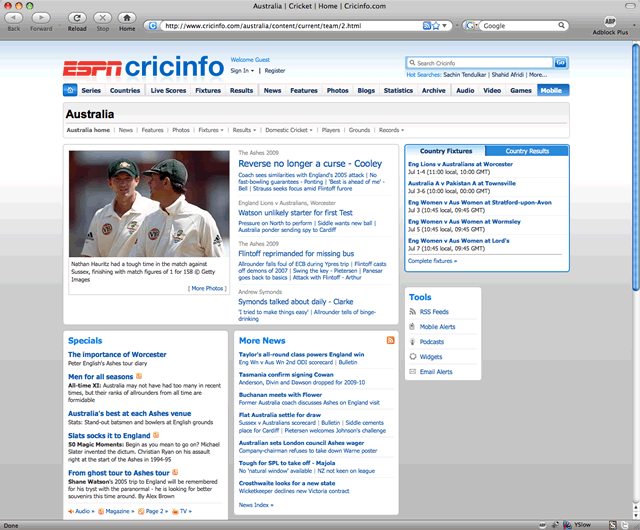 Australia | Cricket | Home | Cricinfo.com
Back Forward Reload Stop Home
http://www.cricinfo.com/australia/content/current/team/2.html
Google
ABP
Adblock Plus
ESPN cricinfo
Welcome Guest
Sign In | Register
Search Cricinfo
Go
Hot Searches: Sachin Tendulkar | Shahid Afridi | More...
Series Countries Live Scores Fixtures Results News Features Photos Blogs Statistics Archive Audio Video Games Mobile
Australia
Australia home | News | Features | Photos | Fixtures | Results | Domestic Cricket | Players | Grounds | Records
Nathan Hauritz had a tough time in the match against
Sussex, finishing with match figures of 1 for 158 © Getty
Images
[ More Photos ]
The Ashes 2009
Reverse no longer a curse - Cooley
Coach sees similarities with England's 2005 attack | No
fast-bowling guarantees - Ponting | 'Best is ahead of me' -
Bell | Strauss seeks focus amid Flintoff furore
England Lions v Australians, Worcester
Watson unlikely starter for first Test
Pressure on North to perform | Siddle wants new ball |
Australia ponder sending spy to Cardiff
The Ashes 2009
Flintoff reprimanded for missing bus
Allrounder falls foul of ECB during Ypres trip | Flintoff casts
off demons of 2007 | Swing the key - Pietersen | Panesar
goes back to basics | Attack with Flintoff - Arthur
Andrew Symonds
Symonds talked about daily - Clarke
'I tried to make things easy' | Allrounder tells of binge-
drinking
Country Fixtures
Country Results
Eng Lions v Australians at Worcester
Jul 1-4 (11:00 local, 10:00 GMT)
Australia A v Pakistan A at Townsville
Jul 3-6 (10:00 local, 00:00 GMT)
Eng Women v Aus Women at Stratford-upon-Avon
Jul 3 (10:45 local, 09:45 GMT)
Eng Women v Aus Women at Wormsley
Jul 5 (10:45 local, 09:45 GMT)
Eng Women v Aus Women at Lord's
Jul 7 (10:45 local, 09:45 GMT)
Complete fixtures »
Tools
RSS Feeds
Mobile Alerts
Podcasts
Widgets
Email Alerts
Specials
The importance of Worcester
Peter English's Ashes tour diary
Men for all seasons
All-time XI: Australia may not have had too many in recent
times, but their ranks of allrounders from all time are
formidable
Australia's best at each Ashes venue
Stats: Stand-out batsmen and bowlers at English grounds
Slats socks it to England
50 Magic Moments: Begin as you mean to go on? Michael
Slater invented the dictum. Christian Ryan on his assault
right at the start of the Ashes in 1994-95
From ghost tour to Ashes tour
Shane Watson's 2005 trip to England will be remembered
for his tryst with the paranormal - he is looking for better
souvenirs this time around. By Alex Brown
Audio » Magazine » Page 2 » TV »
More News
Taylor's all-round class powers England win
Eng Wn v Aus Wn 2nd ODI scorecard | Bulletin
Tasmania confirm signing Cowan
Anderson, Divin and Dawson dropped for 2009-10
Buchanan meets with Flower
Former Australia coach discusses Ashes on England visit
Flat Australia settle for draw
Sussex v Australians scorecard | Bulletin | Siddle cements
place for Cardiff | Pietersen welcomes Johnson's challenge
Australian sets London council Ashes wager
Company-chairman refuses to take down Warne poster
Tough for SPL to take off - Majola
No 'natural window' available | NZ not keen on league
Crosthwaite looks for a new state
Wicketkeeper declines new Victoria contract
News Index »
Done
ABP
YSlow